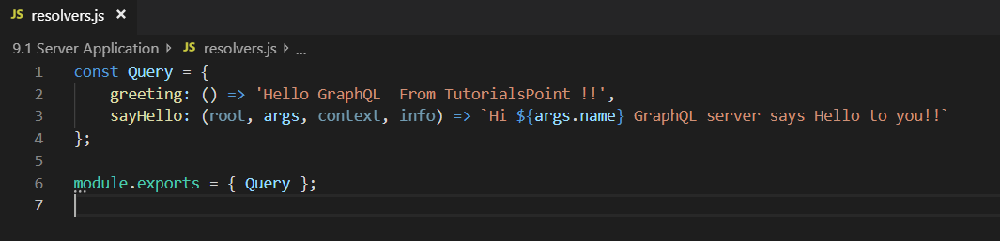 JS resolvers.js ×
9.1 Server Application › JS resolvers.js › ...
1 const Query = {
2     greeting: () => 'Hello GraphQL  From TutorialsPoint !!',
3     sayHello: (root, args, context, info) => `Hi ${args.name} GraphQL server says Hello to you!!`
4 };
5
6 module.exports = { Query };
7